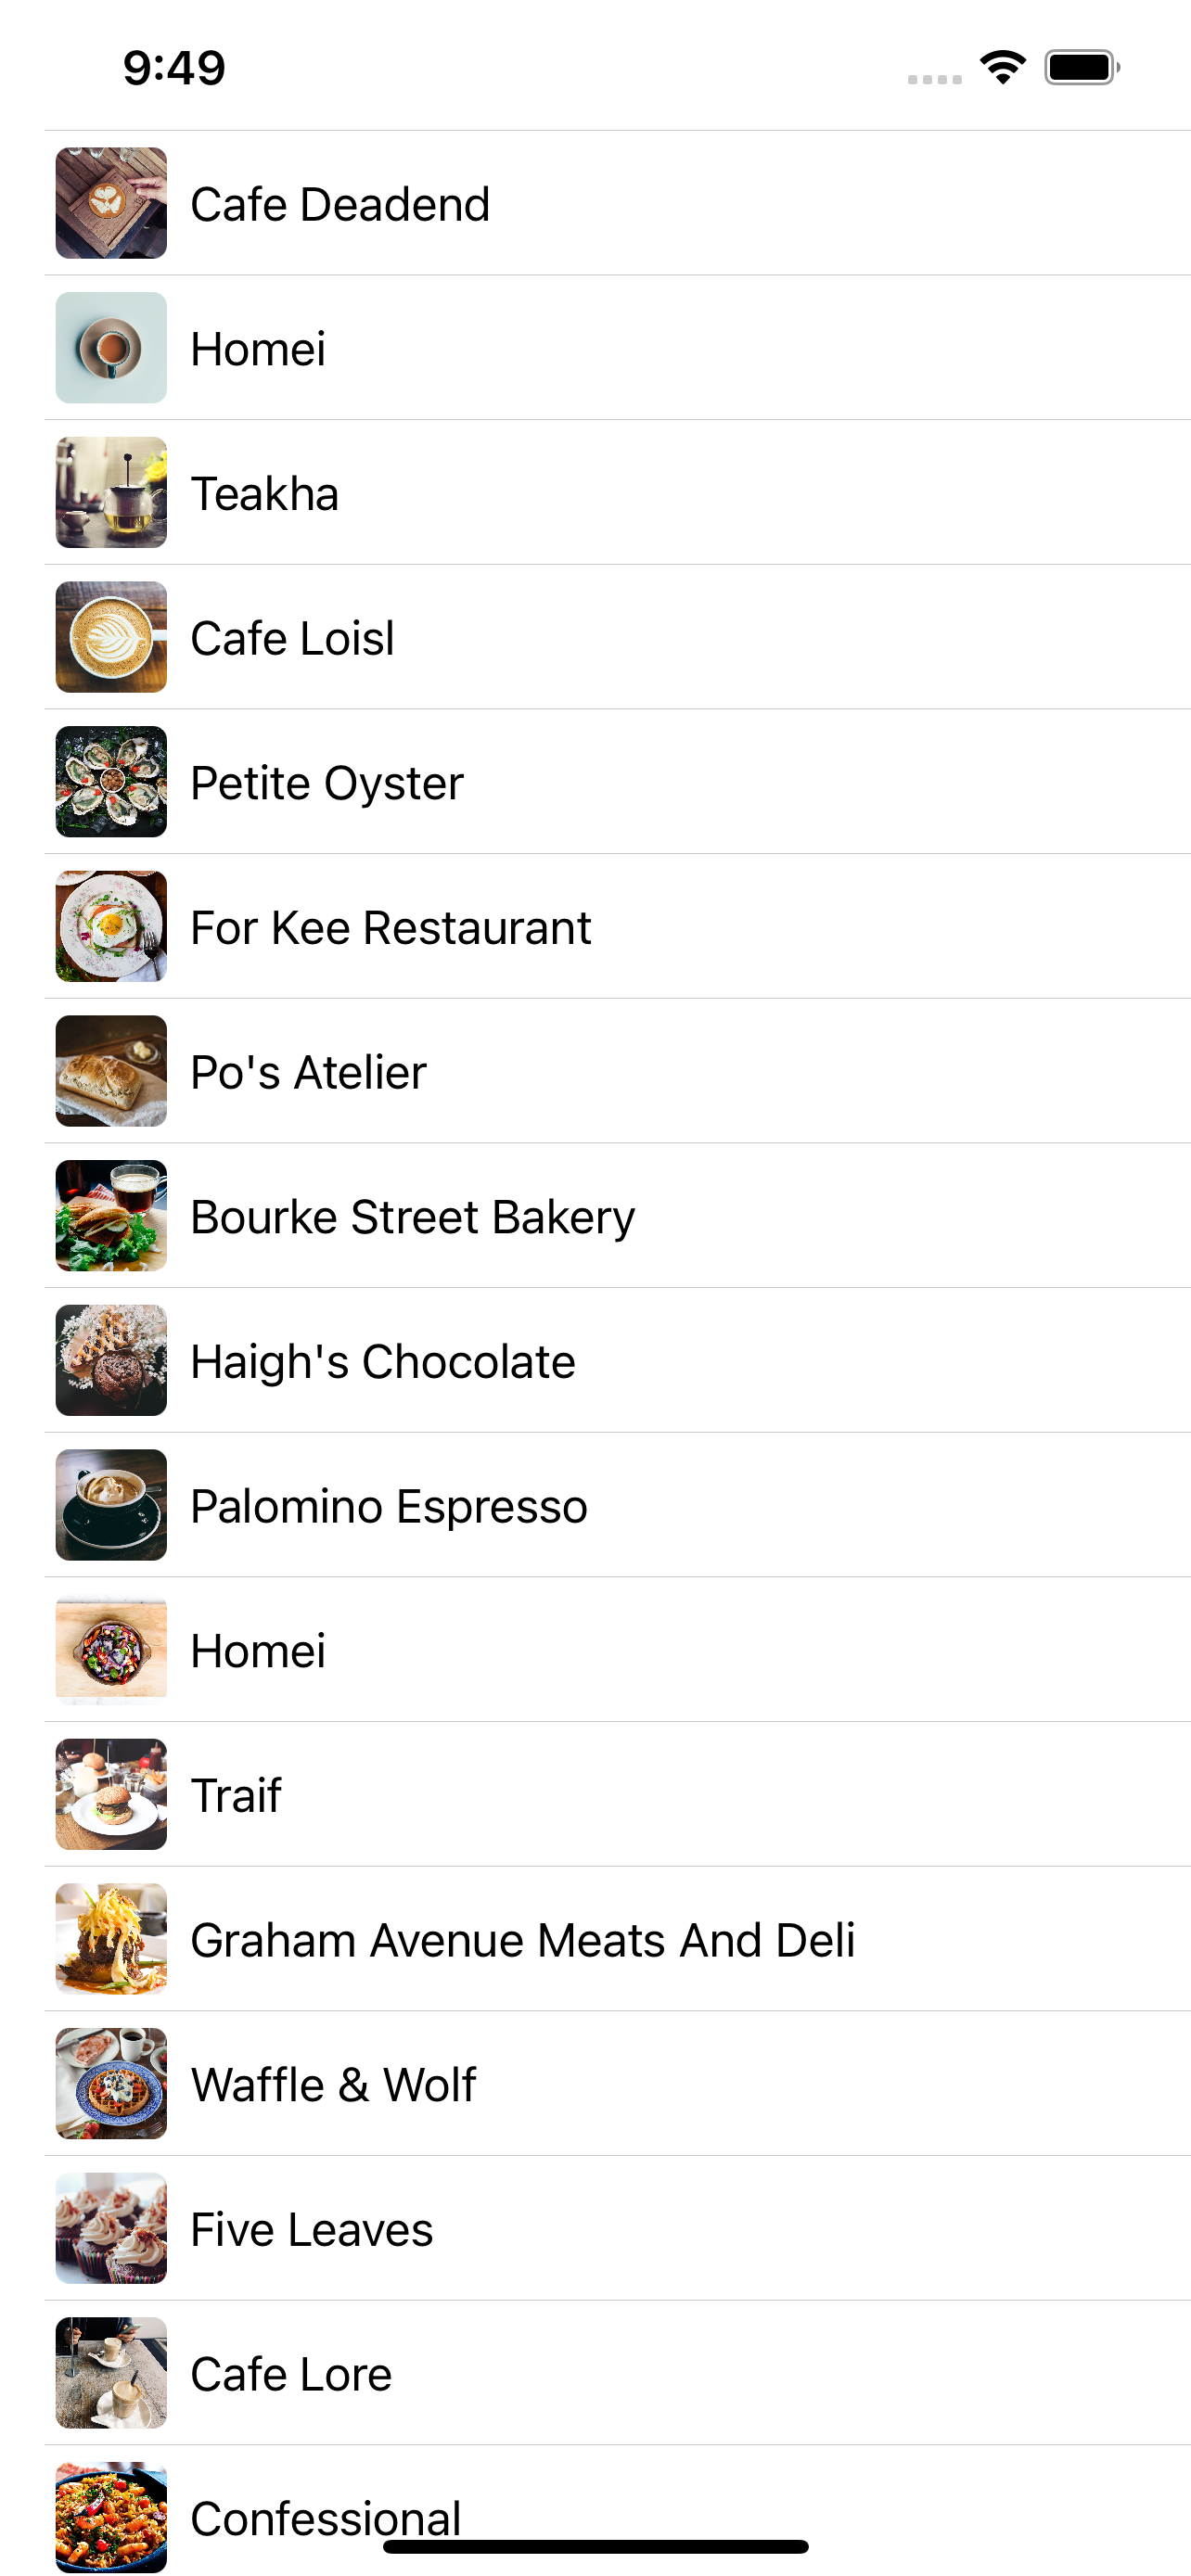 9:49
Cafe Deadend
Homei
Teakha
Cafe Loisl
Petite Oyster
For Kee Restaurant
Po's Atelier
Bourke Street Bakery
Haigh's Chocolate
Palomino Espresso
Homei
Traif
Graham Avenue Meats And Deli
Waffle & Wolf
Five Leaves
Cafe Lore
Confessional